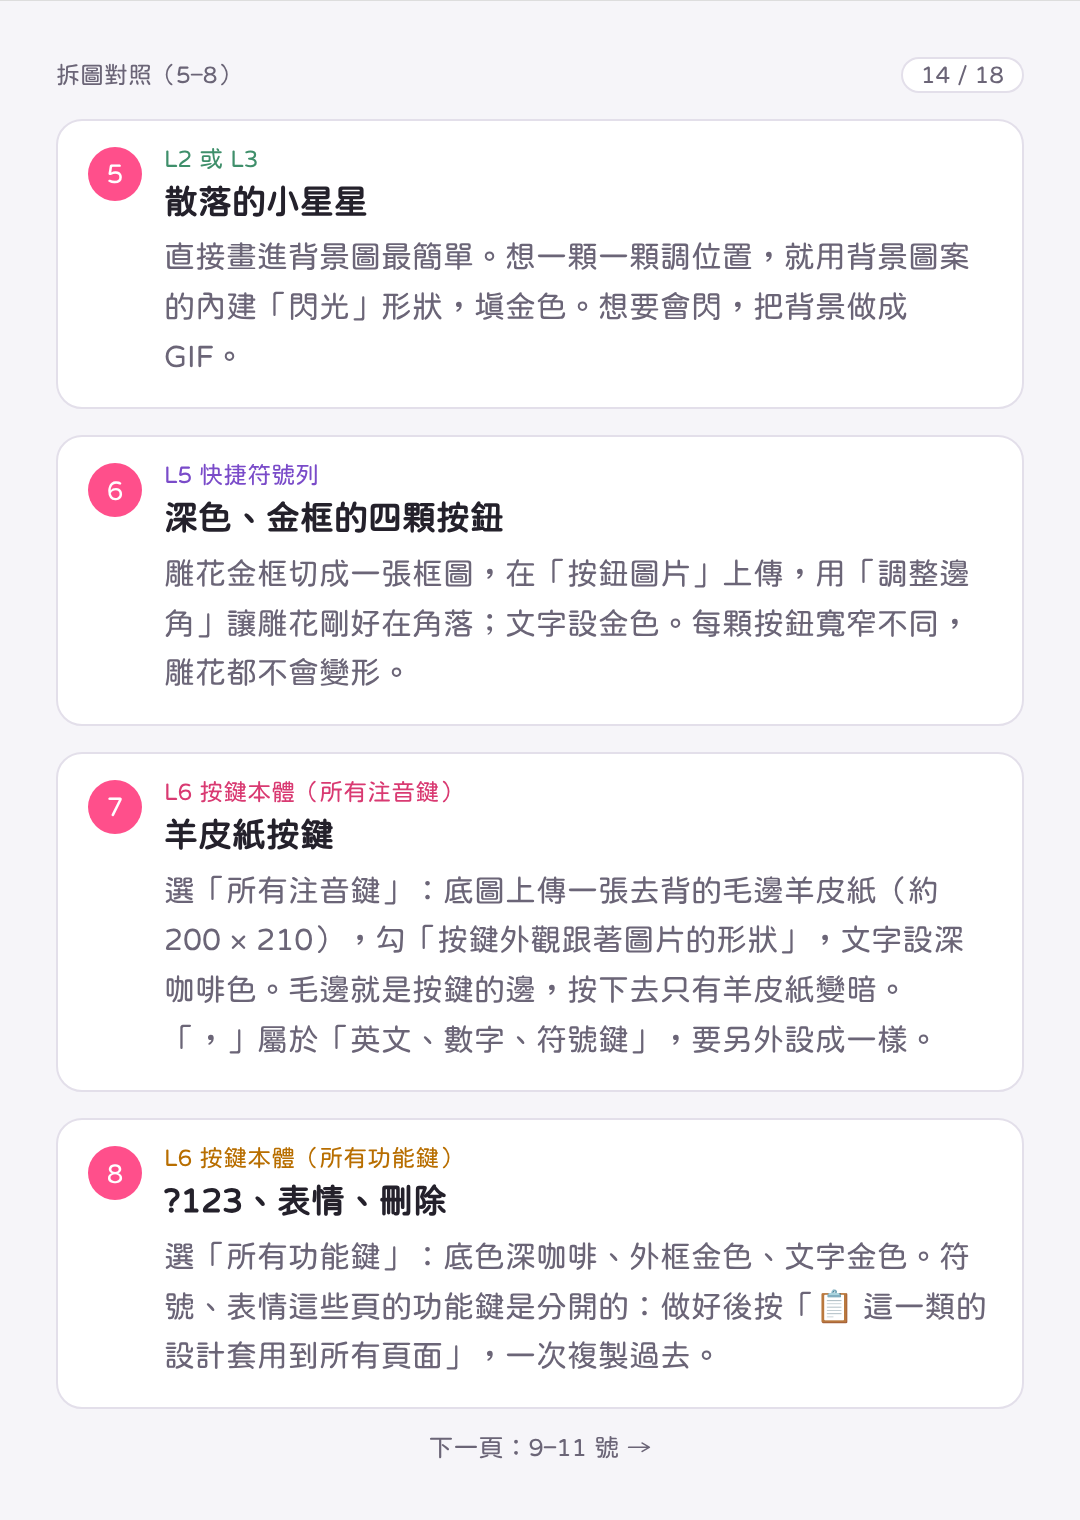 拆圖對照（5–8）
14 / 18
5
L2 或 L3
散落的小星星
直接畫進背景圖最簡單。想一顆一顆調位置，就用背景圖案
的內建「閃光」形狀，填金色。想要會閃，把背景做成
GIF。
6
L5 快捷符號列
深色、金框的四顆按鈕
雕花金框切成一張框圖，在「按鈕圖片」上傳，用「調整邊
角」讓雕花剛好在角落；文字設金色。每顆按鈕寬窄不同，
雕花都不會變形。
7
L6 按鍵本體（所有注音鍵）
羊皮紙按鍵
選「所有注音鍵」：底圖上傳一張去背的毛邊羊皮紙（約
200 × 210），勾「按鍵外觀跟著圖片的形狀」，文字設深
咖啡色。毛邊就是按鍵的邊，按下去只有羊皮紙變暗。
「，」屬於「英文、數字、符號鍵」，要另外設成一樣。
8
L6 按鍵本體（所有功能鍵）
?123、表情、刪除
選「所有功能鍵」：底色深咖啡、外框金色、文字金色。符
號、表情這些頁的功能鍵是分開的：做好後按「📋 這一類的
設計套用到所有頁面」，一次複製過去。
下一頁：9–11 號 →